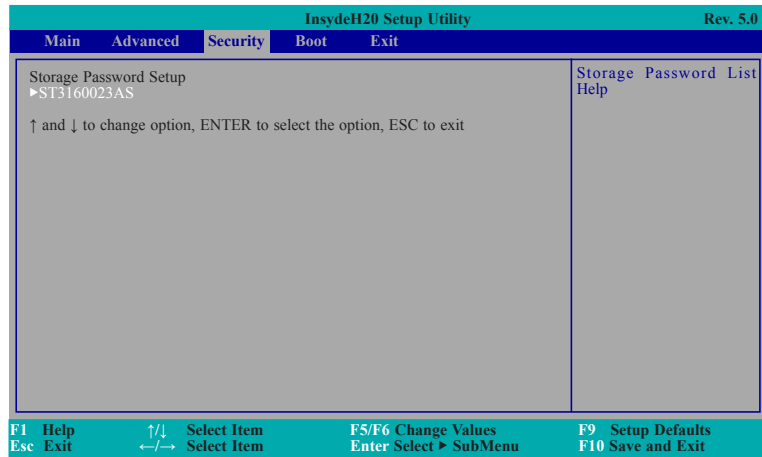 InsydeH20 Setup Utility Rev. 5.0
Main Advanced Security Boot Exit
Storage Password Setup
►ST3160023AS
↑ and ↓ to change option, ENTER to select the option, ESC to exit
Storage Password List
Help
F1 Help ↑/↓ Select Item F5/F6 Change Values F9 Setup Defaults
Esc Exit ←/→ Select Item Enter Select ► SubMenu F10 Save and Exit